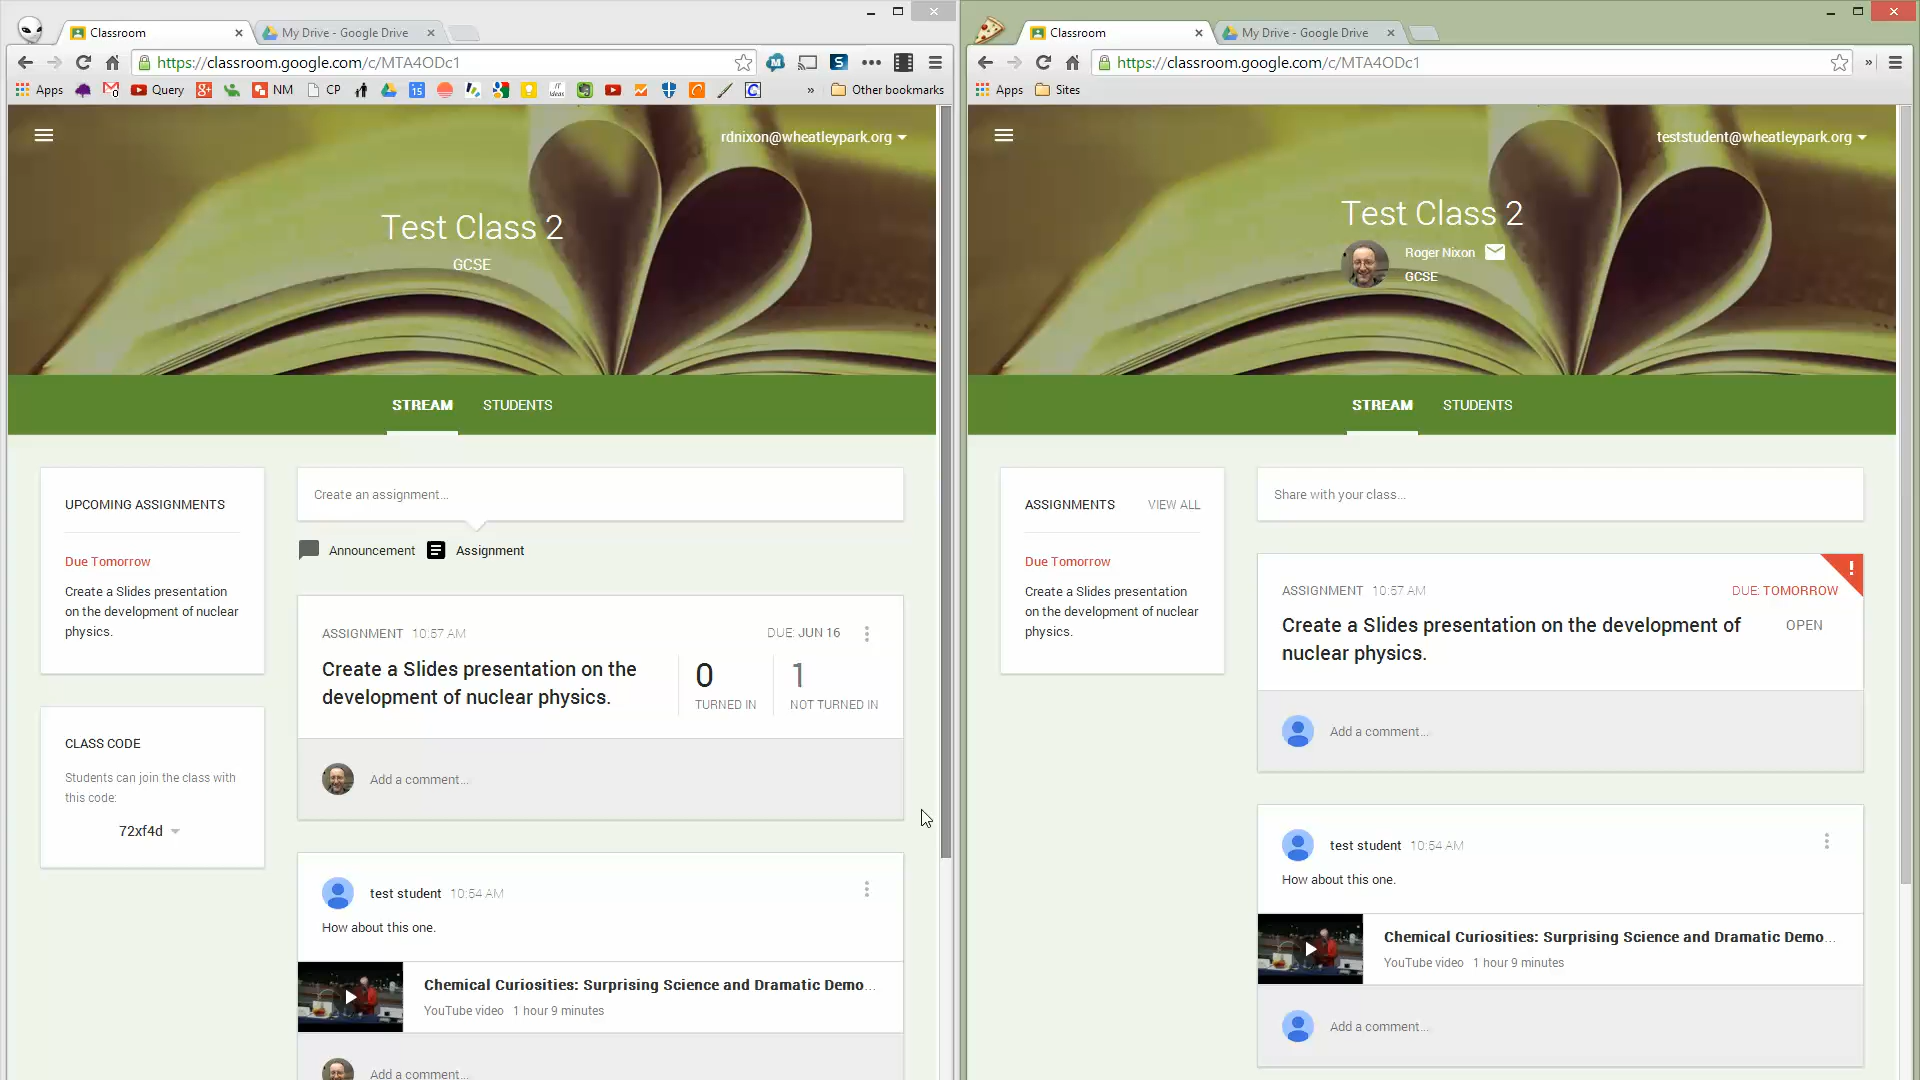 Classroom
My Drive - Google Drive
https://classroom.google.com/c/MTA4ODc1
Apps
Query
NM
CP
Other bookmarks
rdnixon@wheatleypark.org
Test Class 2
GCSE
STREAM
STUDENTS
UPCOMING ASSIGNMENTS
Due Tomorrow
Create a Slides presentation
on the development of nuclear
physics.
CLASS CODE
Students can join the class with
this code:
72xf4d
Create an assignment...
Announcement
Assignment
ASSIGNMENT 10:57 AM
DUE: JUN 16
Create a Slides presentation on the
development of nuclear physics.
0
TURNED IN
1
NOT TURNED IN
Add a comment...
test student 10:54 AM
How about this one.
Chemical Curiosities: Surprising Science and Dramatic Demo...
YouTube video 1 hour 9 minutes
Add a comment...
Classroom
My Drive - Google Drive
https://classroom.google.com/c/MTA4ODc1
Apps
Sites
teststudent@wheatleypark.org
Test Class 2
Roger Nixon
GCSE
STREAM
STUDENTS
ASSIGNMENTS
VIEW ALL
Due Tomorrow
Create a Slides presentation
on the development of nuclear
physics.
Share with your class...
ASSIGNMENT 10:57 AM
DUE: TOMORROW
!
Create a Slides presentation on the development of
nuclear physics.
OPEN
Add a comment...
test student 10:54 AM
How about this one.
Chemical Curiosities: Surprising Science and Dramatic Demo...
YouTube video 1 hour 9 minutes
Add a comment...